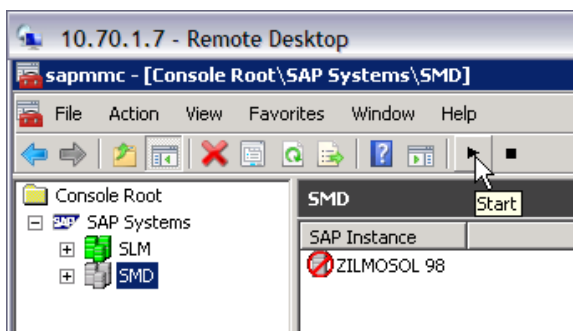 10.70.1.7 - Remote Desktop
sapmmc - [Console Root\SAP Systems\SMD]
File Action View Favorites Window Help
Start
Console Root
SAP Systems
SLM
SMD
SMD
SAP Instance
ZILMOSOL 98